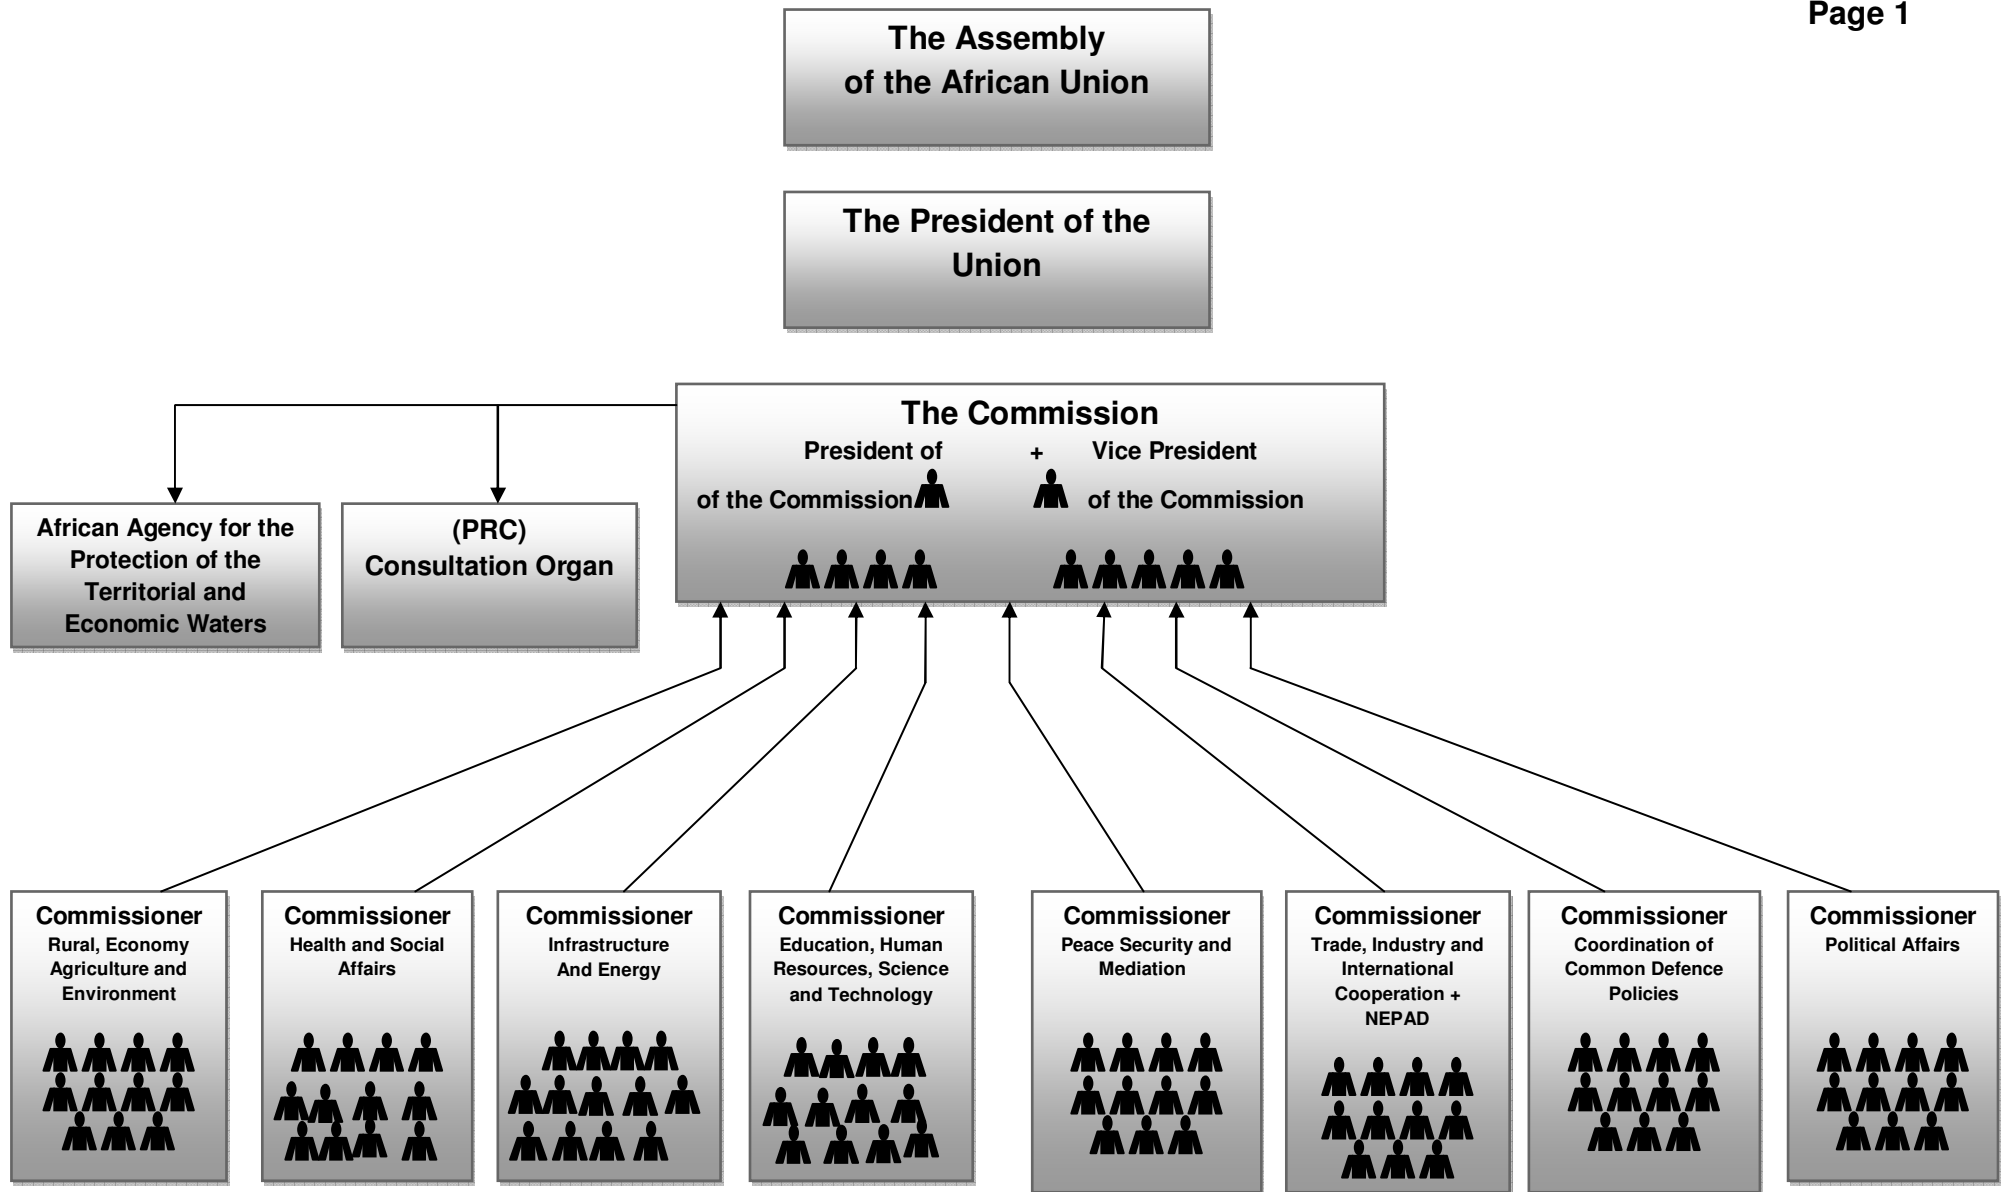 Page 1
The Assembly
of the African Union
The President of the
Union
The Commission
President of + Vice President
of the Commission of the Commission
African Agency for the
Protection of the
Territorial and
Economic Waters
(PRC)
Consultation Organ
Commissioner
Rural, Economy
Agriculture and
Environment
Commissioner
Health and Social
Affairs
Commissioner
Infrastructure
And Energy
Commissioner
Education, Human
Resources, Science
and Technology
Commissioner
Peace Security and
Mediation
Commissioner
Trade, Industry and
International
Cooperation +
NEPAD
Commissioner
Coordination of
Common Defence
Policies
Commissioner
Political Affairs